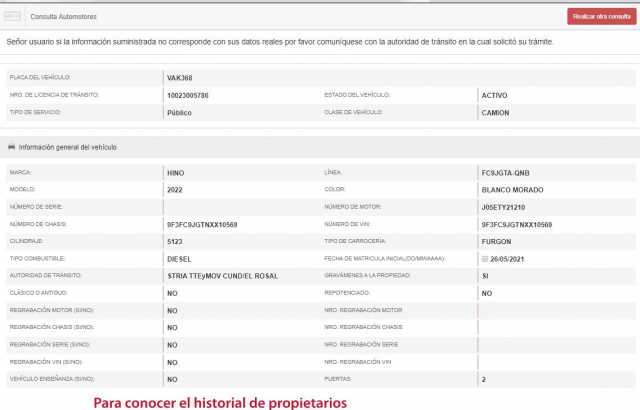 Consulta Automotores
Realizar otra consulta
Señor usuario si la información suministrada no corresponde con sus datos reales por favor comuníquese con la autoridad de tránsito en la cual solicitó su trámite.
PLACA DEL VEHÍCULO: VAK368
NRO. DE LICENCIA DE TRÁNSITO: 10023005786 ESTADO DEL VEHÍCULO: ACTIVO
TIPO DE SERVICIO: Público CLASE DE VEHÍCULO: CAMION
Información general del vehículo
MARCA: HINO LÍNEA: FC9JGTA-QNB
MODELO: 2022 COLOR: BLANCO MORADO
NÚMERO DE SERIE: NÚMERO DE MOTOR: J05ETY21210
NÚMERO DE CHASIS: 9F3FC9JGTNXX10569 NÚMERO DE VIN: 9F3FC9JGTNXX10569
CILINDRAJE: 5123 TIPO DE CARROCERÍA: FURGON
TIPO COMBUSTIBLE: DIESEL FECHA DE MATRICULA INICIAL(DD/MM/AAAA): 26/05/2021
AUTORIDAD DE TRÁNSITO: STRIA TTEyMOV CUND/EL ROSAL GRAVÁMENES A LA PROPIEDAD: SI
CLÁSICO O ANTIGUO: NO REPOTENCIADO: NO
REGRABACIÓN MOTOR (SI/NO): NO NRO. REGRABACIÓN MOTOR
REGRABACIÓN CHASIS (SI/NO): NO NRO. REGRABACIÓN CHASIS
REGRABACIÓN SERIE (SI/NO): NO NRO. REGRABACIÓN SERIE
REGRABACIÓN VIN (SI/NO): NO NRO. REGRABACIÓN VIN
VEHÍCULO ENSEÑANZA (SI/NO): NO PUERTAS: 2
Para conocer el historial de propietarios